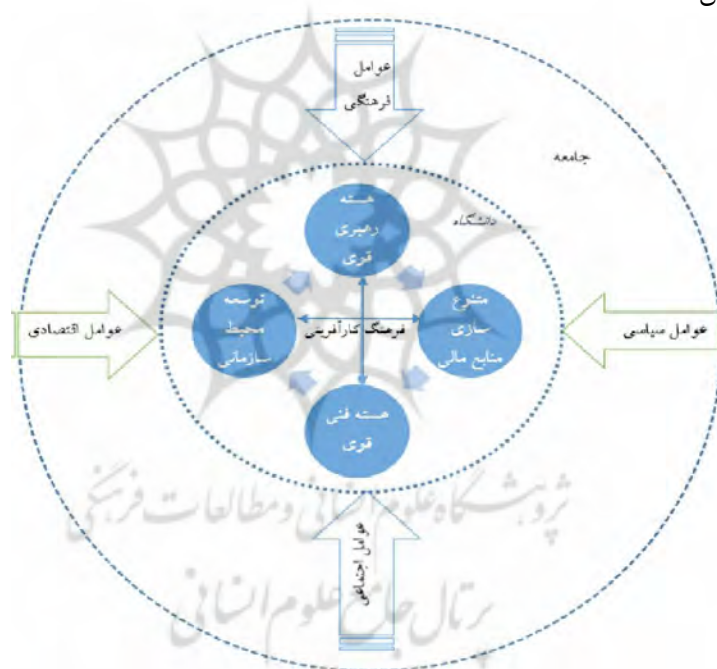 عوامل
فرهنگی
جامعه
دانشگاه
هسته
رهبری
قوی
توسعه
محیط
سازمانی
فرهنگ کارآفرینی
متنوع
سازی
منابع مالی
هسته فنی
قوی
عوامل اقتصادی
عوامل سیاسی
عوامل اجتماعی
پژوهشگاه علوم انسانی و مطالعات فرهنگی
پرتال جامع علوم انسانی